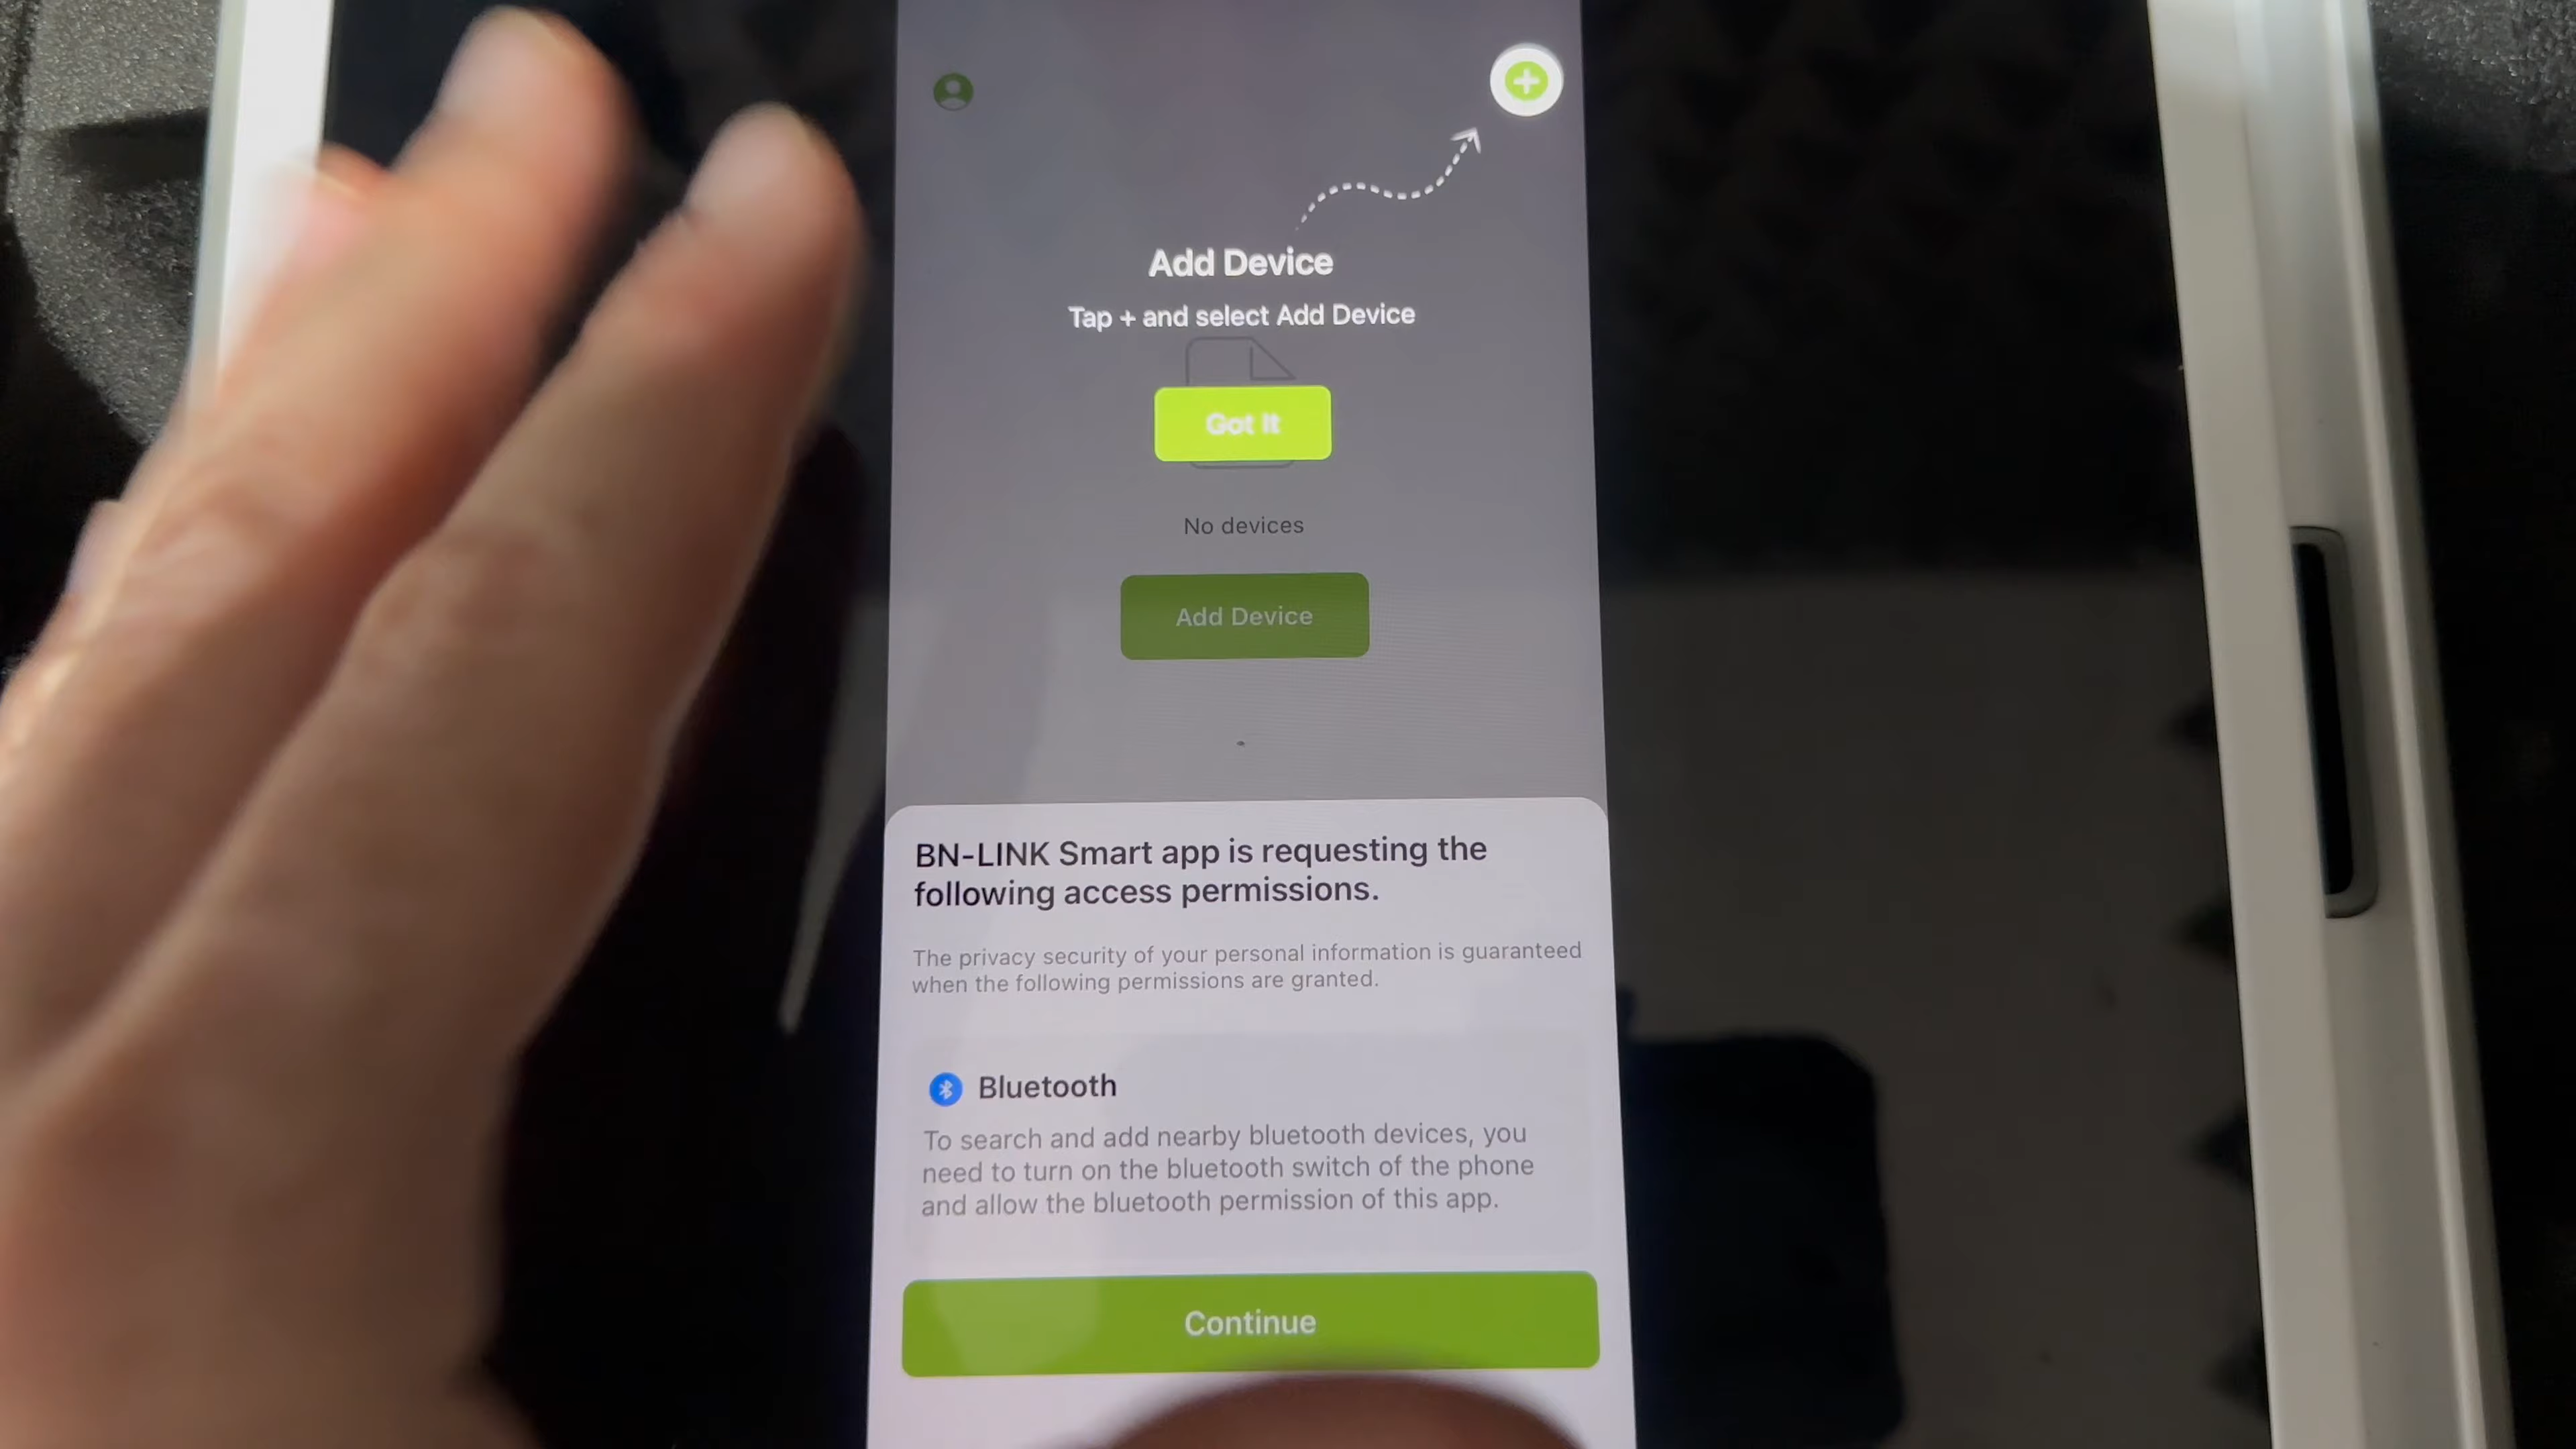 Add Device
Tap + and select Add Device
Got It
No devices
Add Device
BN-LINK Smart app is requesting the
following access permissions.
The privacy security of your personal information is guaranteed
when the following permissions are granted.
Bluetooth
To search and add nearby bluetooth devices, you
need to turn on the bluetooth switch of the phone
and allow the bluetooth permission of this app.
Continue